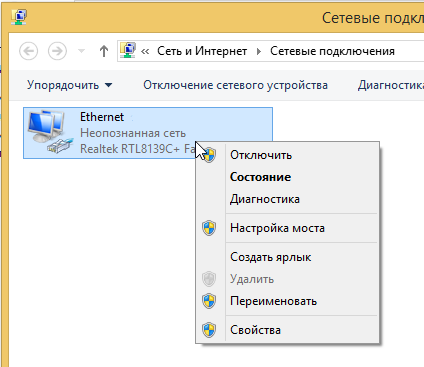 Сетевые подкл
« Сеть и Интернет ▸ Сетевые подключения
Упорядочить Отключение сетевого устройства Диагностика
Ethernet
Неопознанная сеть
Realtek RTL8139C+ Fa
Отключить
Состояние
Диагностика
Настройка моста
Создать ярлык
Удалить
Переименовать
Свойства